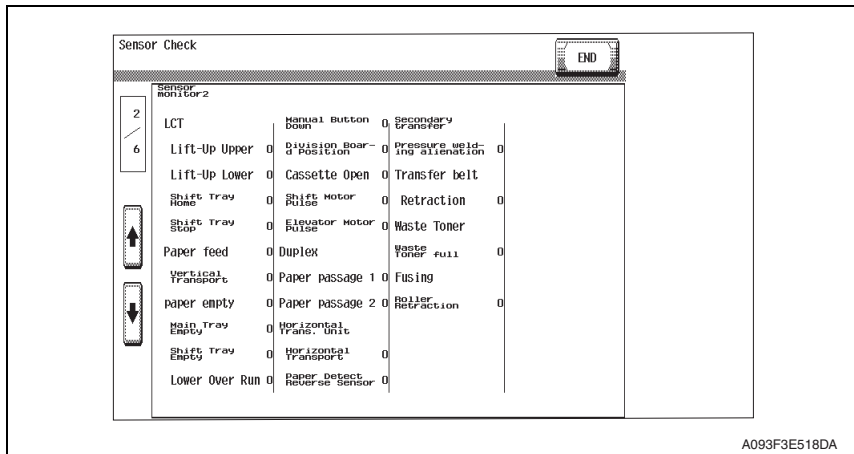 Sensor Check
END
2
6
Sensor
monitor2
LCT
Lift-Up Upper 0
Lift-Up Lower 0
Shift Tray
Home 0
Shift Tray
Stop 0
Paper feed 0
Vertical
Transport 0
paper empty 0
Main Tray
Empty 0
Shift Tray
Empty 0
Lower Over Run 0
Manual Button
Down 0
Division Boar-
d Position 0
Cassette Open 0
Shift Motor
Pulse 0
Elevator Motor
Pulse 0
Duplex
Paper passage 1 0
Paper passage 2 0
Horizontal
Trans. Unit
Horizontal
Transport 0
Paper Detect
Reverse Sensor 0
Secondary
transfer
Pressure weld-
ing alienation 0
Transfer belt
Retraction 0
Waste Toner
Waste
Toner full 0
Fusing
Roller
Retraction 0
A093F3E518DA